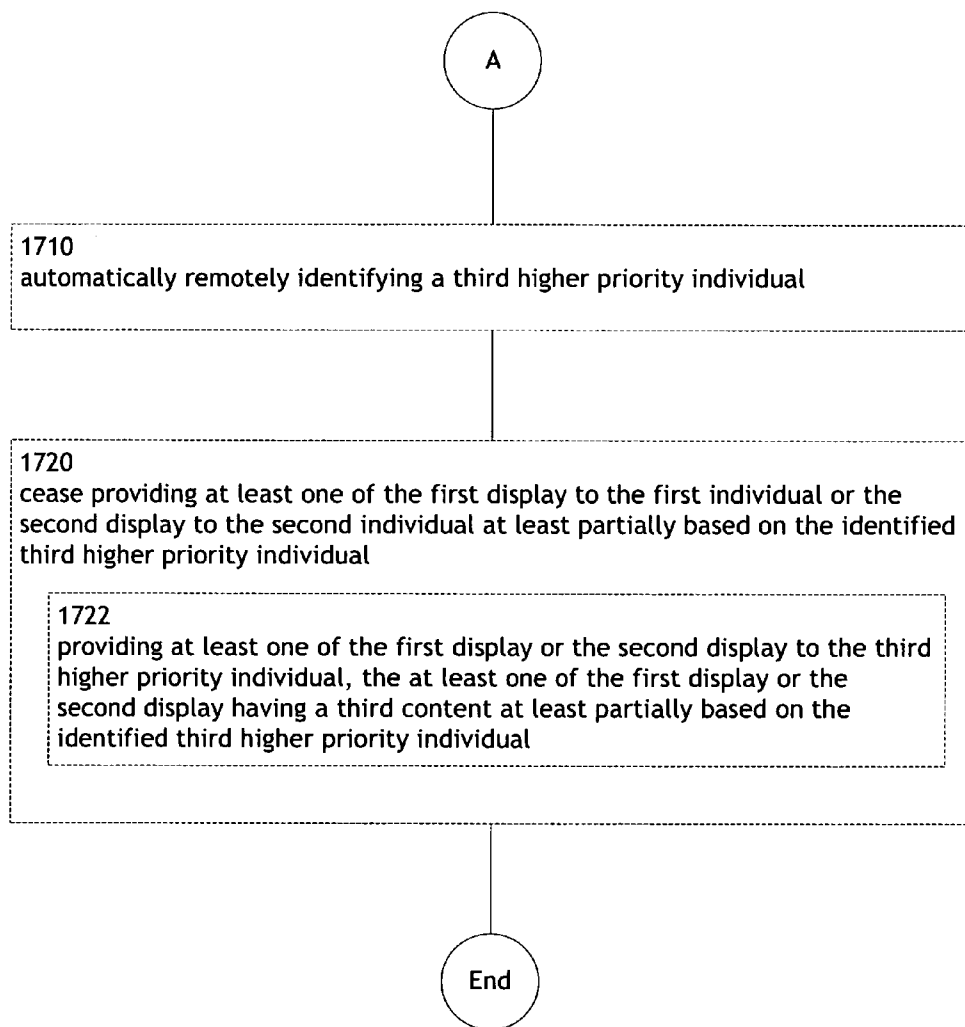 A
1710
automatically remotely identifying a third higher priority individual
1720
cease providing at least one of the first display to the first individual or the
second display to the second individual at least partially based on the identified
third higher priority individual
1722
providing at least one of the first display or the second display to the third
higher priority individual, the at least one of the first display or the
second display having a third content at least partially based on the
identified third higher priority individual
End